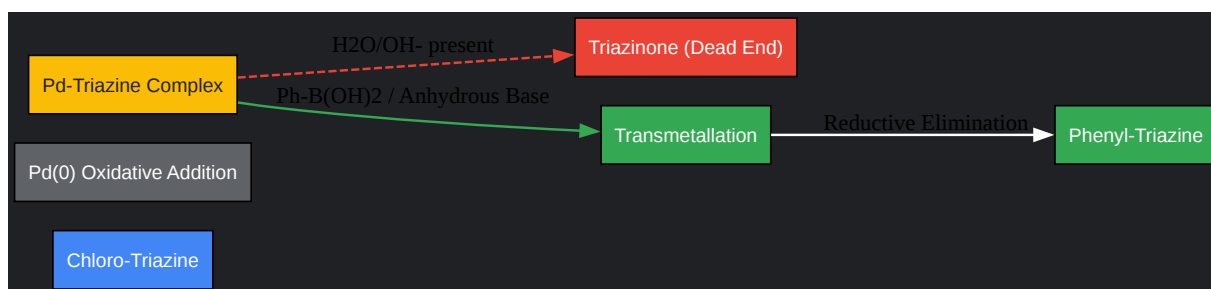 H2O/OH- present
Triazinone (Dead End)
Pd-Triazine Complex
Ph-B(OH)2 / Anhydrous Base
Transmetallation
Reductive Elimination
Phenyl-Triazine
Pd(0) Oxidative Addition
Chloro-Triazine